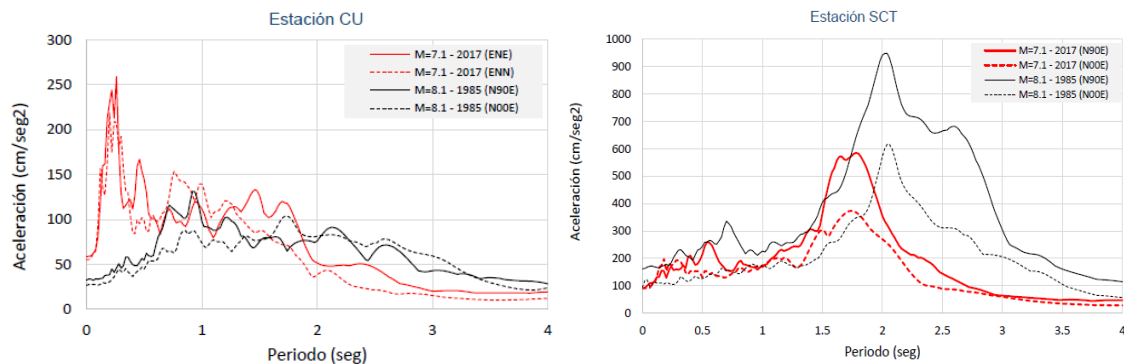 Estación CU
300
250
200
150
100
50
0
Aceleración (cm/seg2)
M=7.1 - 2017 (ENE)
M=7.1 - 2017 (ENN)
M=8.1 - 1985 (N90E)
M=8.1 - 1985 (N00E)
0 1 2 3 4
Periodo (seg)
Estación SCT
1000
900
800
700
600
500
400
300
200
100
0
Aceleración (cm/seg2)
M=7.1 - 2017 (N90E)
M=7.1 - 2017 (N00E)
M=8.1 - 1985 (N90E)
M=8.1 - 1985 (N00E)
0 0.5 1 1.5 2 2.5 3 3.5 4
Periodo (seg)